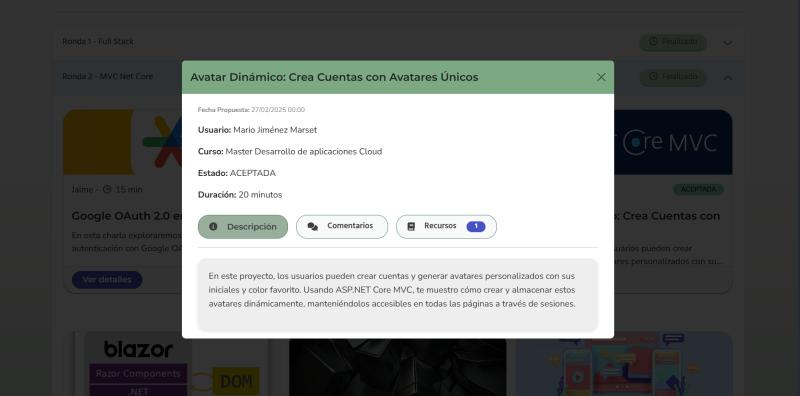 Ronda 1 - Full Stack
Finalizado
Ronda 2 - MVC Net Core
Finalizado
Avatar Dinámico: Crea Cuentas con Avatares Únicos
Fecha Propuesta: 27/02/2025 00:00
Usuario: Mario Jiménez Marset
Curso: Master Desarrollo de aplicaciones Cloud
Estado: ACEPTADA
Duración: 20 minutos
Descripción
Comentarios
Recursos 1
En este proyecto, los usuarios pueden crear cuentas y generar avatares personalizados con sus
iniciales y color favorito. Usando ASP.NET Core MVC, te muestro cómo crear y almacenar estos
avatares dinámicamente, manteniéndolos accesibles en todas las páginas a través de sesiones.
Jaime - 15 min
Google OAuth 2.0 e
En esta charla exploraremos
autenticación con Google OA
Ver detalles
Core MVC
ACEPTADA
o: Crea Cuentas con
suarios pueden crear
res personalizados con su...
blazor
Razor Components
.NET
DOM